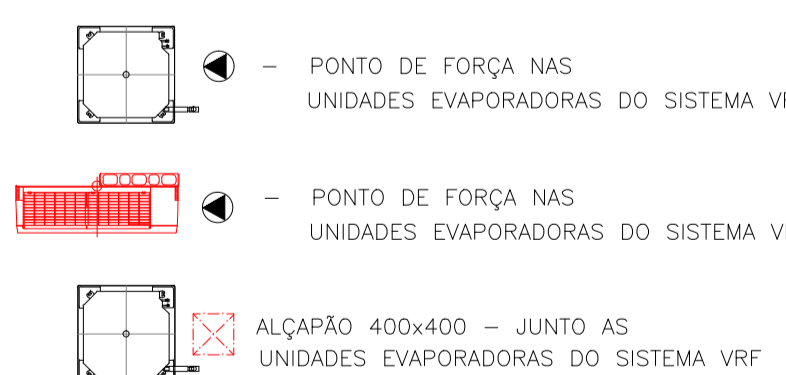 – PONTO DE FORÇA NAS
UNIDADES EVAPORADORAS DO SISTEMA
– PONTO DE FORÇA NAS
UNIDADES EVAPORADORAS DO SISTEMA
ALÇAPÃO 400x400 – JUNTO AS
UNIDADES EVAPORADORAS DO SISTEMA VRF